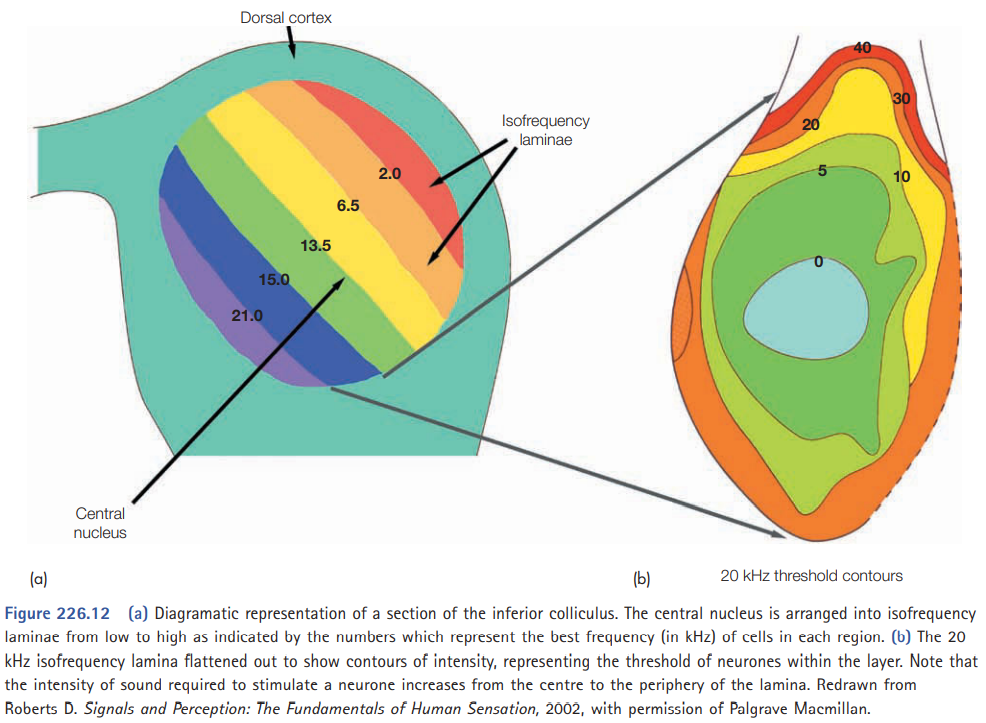 Dorsal cortex
Isofrequency
laminae
2.0
6.5
13.5
15.0
21.0
Central
nucleus
(a)
40
30
20
10
5
0
(b)
20 kHz threshold contours
Figure 226.12 (a) Diagramatic representation of a section of the inferior colliculus. The central nucleus is arranged into isofrequency
laminae from low to high as indicated by the numbers which represent the best frequency (in kHz) of cells in each region. (b) The 20
kHz isofrequency lamina flattened out to show contours of intensity, representing the threshold of neurones within the layer. Note that
the intensity of sound required to stimulate a neurone increases from the centre to the periphery of the lamina. Redrawn from
Roberts D. Signals and Perception: The Fundamentals of Human Sensation, 2002, with permission of Palgrave Macmillan.